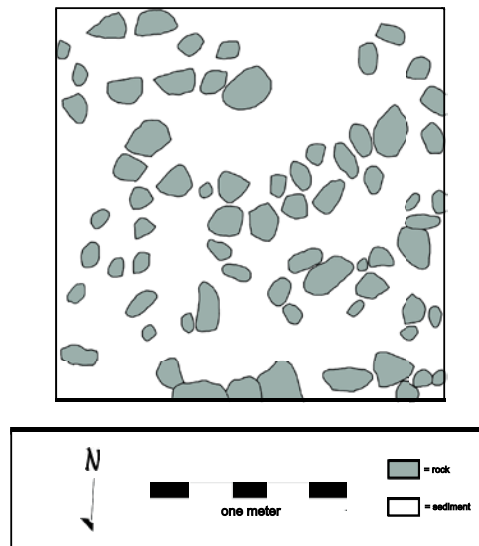 N
= rock
= sediment
one meter